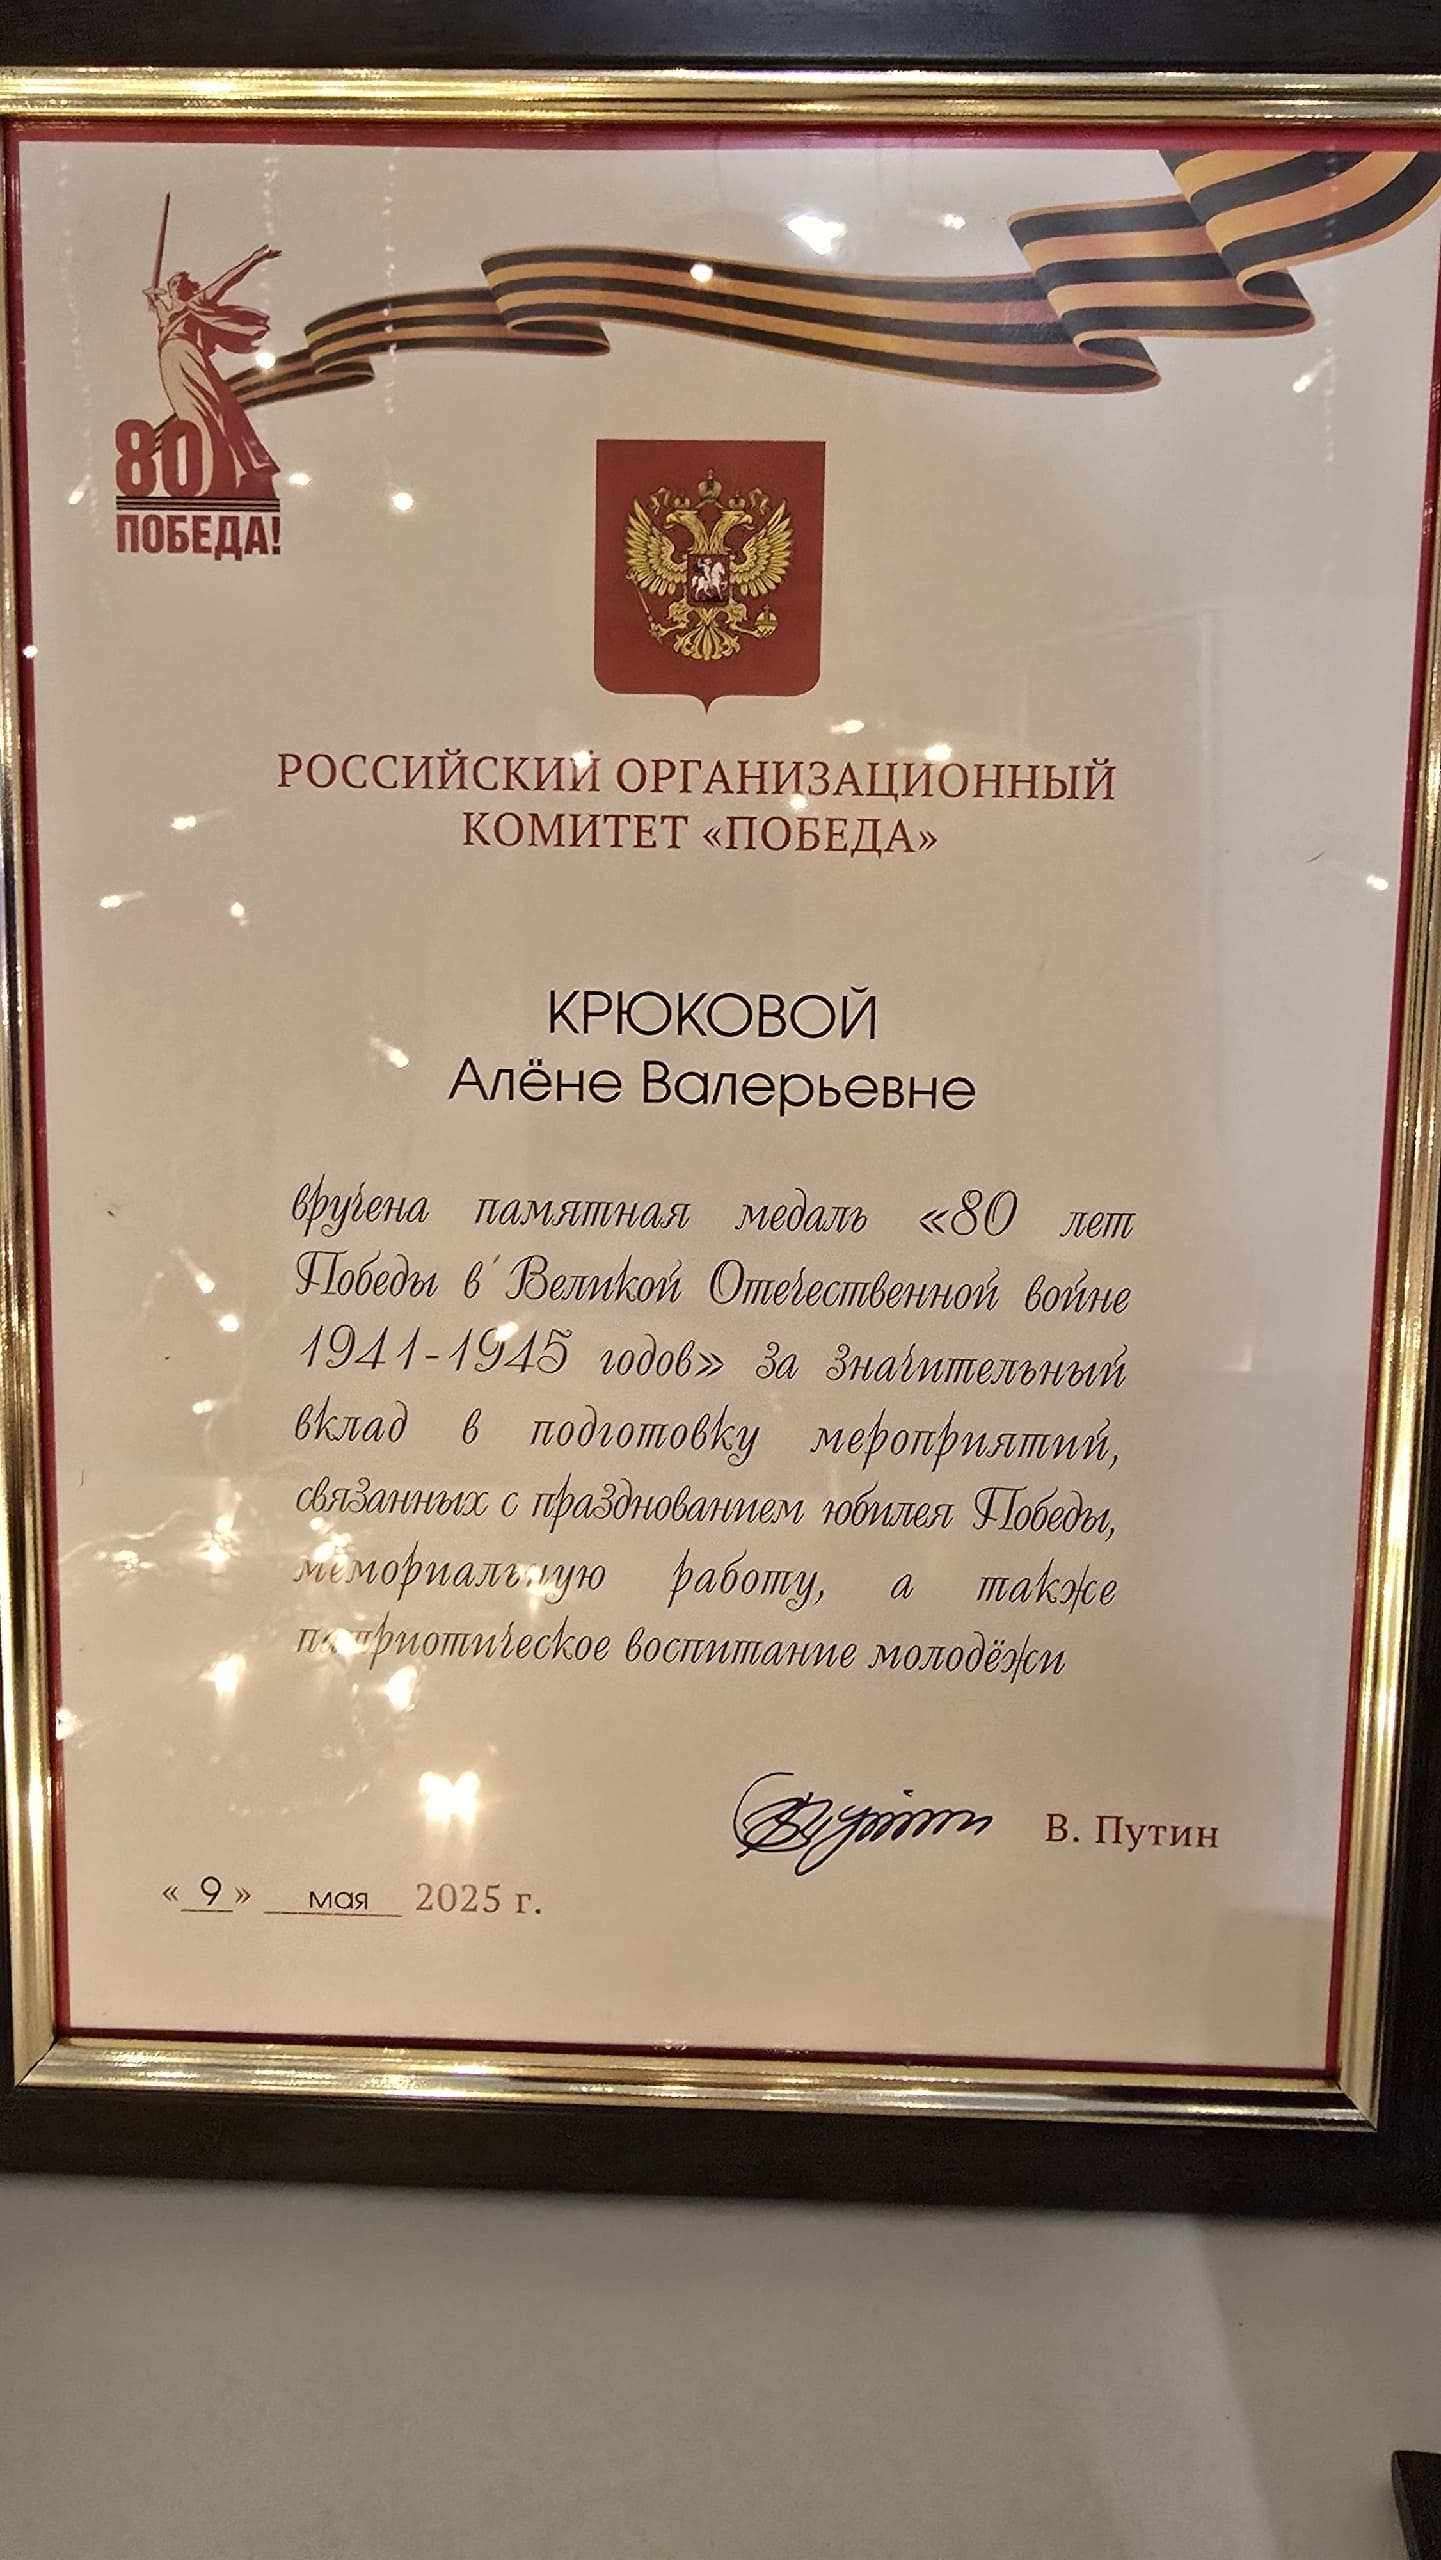 80
ПОБЕДА!
РОССИЙСКИЙ ОРГАНИЗАЦИОННЫЙ
КОМИТЕТ «ПОБЕДА»
КРЮКОВОЙ
Алёне Валерьевне
вручена памятная медаль «80 лет
Победы в Великой Отечественной войне
1941-1945 годов» за значительный
вклад в подготовку мероприятий,
связанных с празднованием юбилея Победы,
мемориальную работу, а также
патриотическое воспитание молодёжи
В. Путин
«9» мая 2025 г.